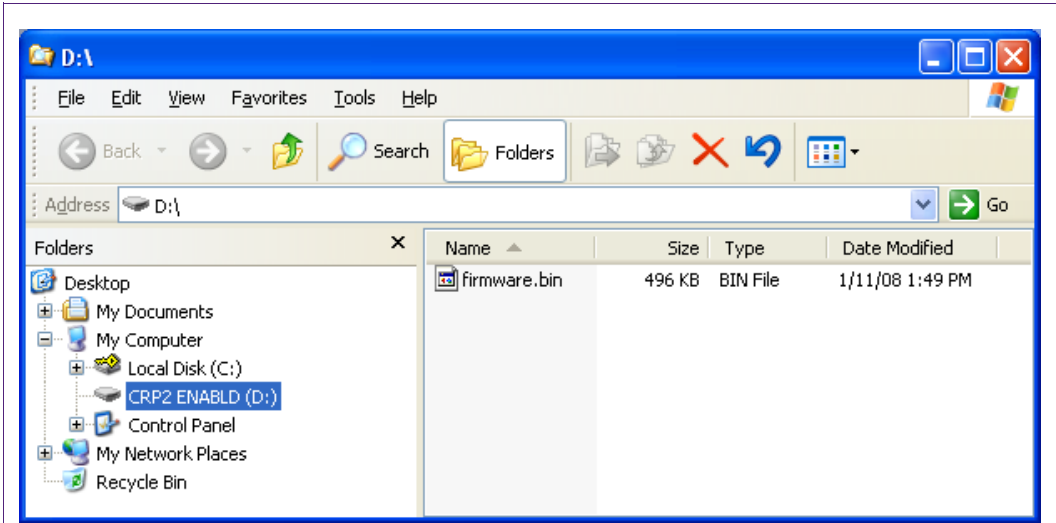 D:\
File Edit View Favorites Tools Help
Back Search Folders
Address D:\ Go
Folders x Name Size Type Date Modified
Desktop firmware.bin 496 KB BIN File 1/11/08 1:49 PM
My Documents
My Computer
Local Disk (C:)
CRP2 ENABLD (D:)
Control Panel
My Network Places
Recycle Bin